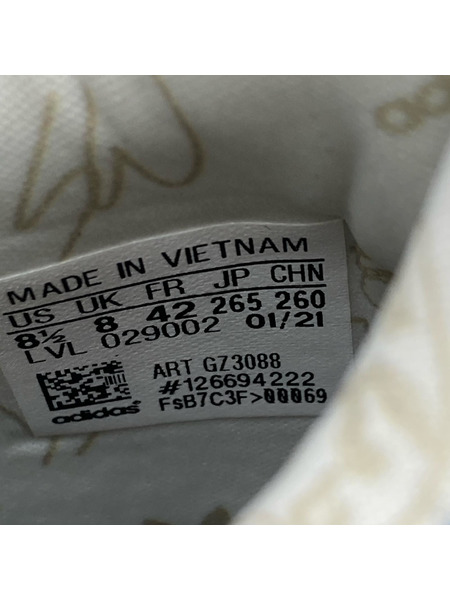 MADE IN VIETNAM
US UK FR JP CHN
8½ 8 42 265 260
LVL 029002 01/21
ART GZ3088
#126694222
adidas FsB7C3F>00069